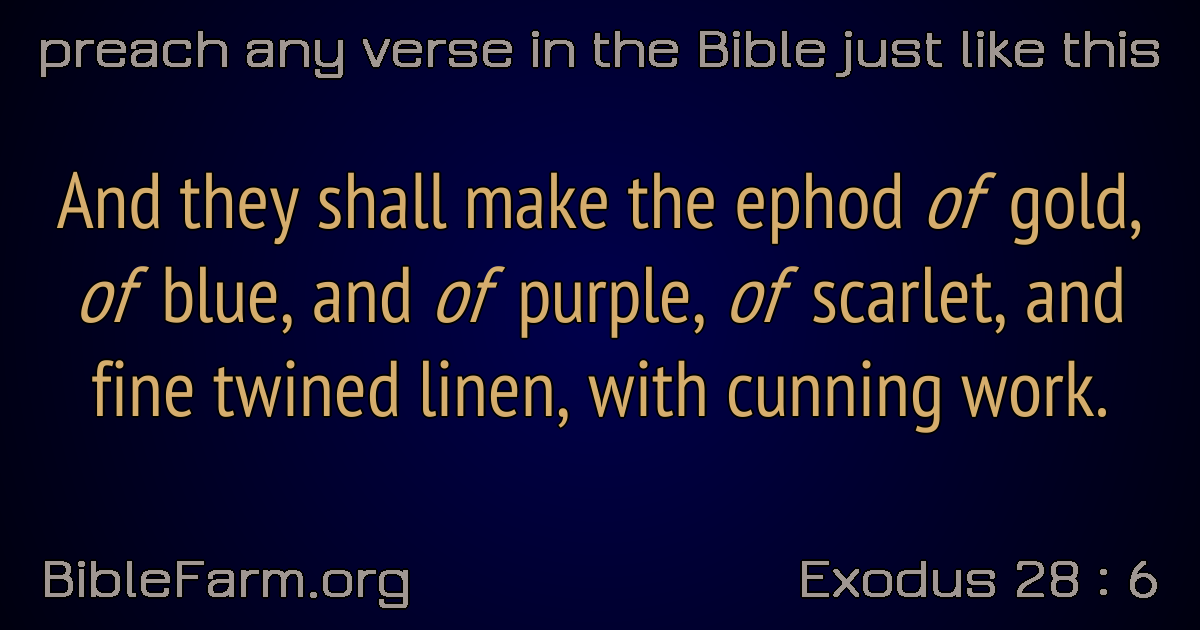 preach any verse in the Bible just like this
And they shall make the ephod of gold,
of blue, and of purple, of scarlet, and
fine twined linen, with cunning work.
BibleFarm.org
Exodus 28 : 6